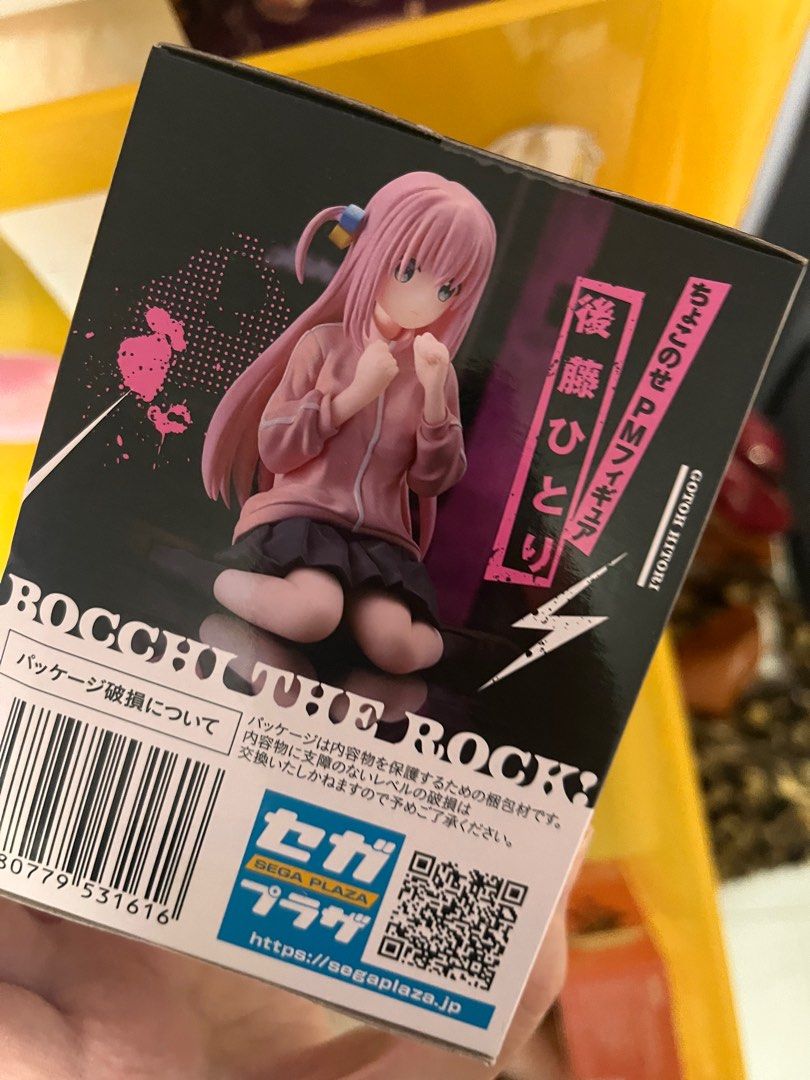 ちょこのせ PMフィギュア
後藤ひとり
GOTOH HITORI
BOCCHI THE ROCK!
パッケージ破損について
パッケージは内容物を保護するための梱包材です。
内容物に支障のないレベルの破損は
交換いたしかねますので予めご了承ください。
80779 531616
セガ
SEGA PLAZA
プラザ
https://segaplaza.jp